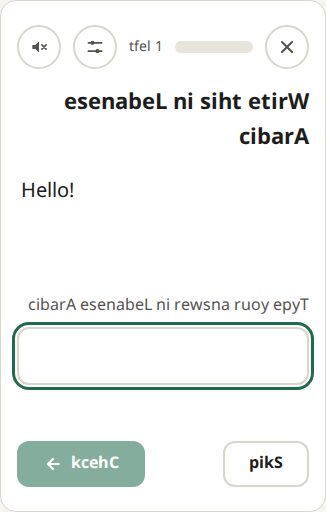 tfel 1
esenabeL ni siht etirW
cibarA
Hello!
cibarA esenabeL ni rewsna ruoy epyT
kcehC
pikS